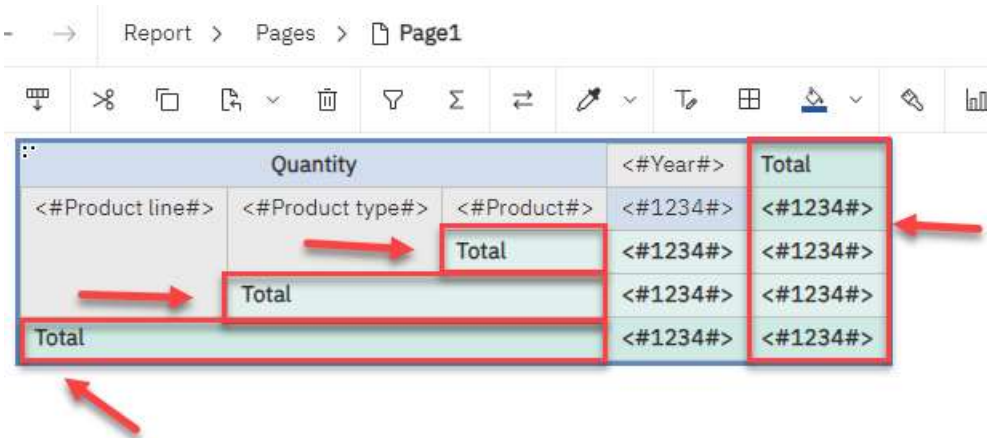 Report > Pages > Page1
Quantity <#Year#> Total
<#Product line#> <#Product type#> <#Product#> <#1234#> <#1234#>
Total <#1234#> <#1234#>
Total <#1234#> <#1234#>
Total <#1234#> <#1234#>